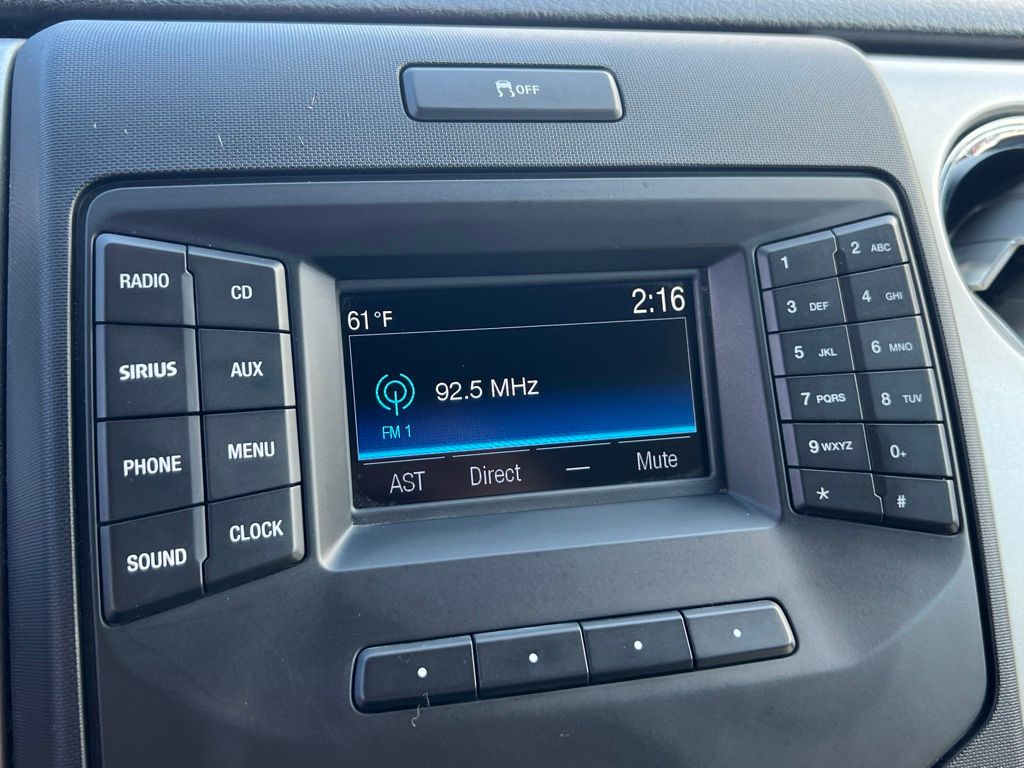 OFF
RADIO
CD
SIRIUS
AUX
PHONE
MENU
SOUND
CLOCK
61°F
2:16
92.5 MHz
FM 1
AST
Direct
—
Mute
1
2 ABC
3 DEF
4 GHI
5 JKL
6 MNO
7 PQRS
8 TUV
9 WXYZ
0+
*
#